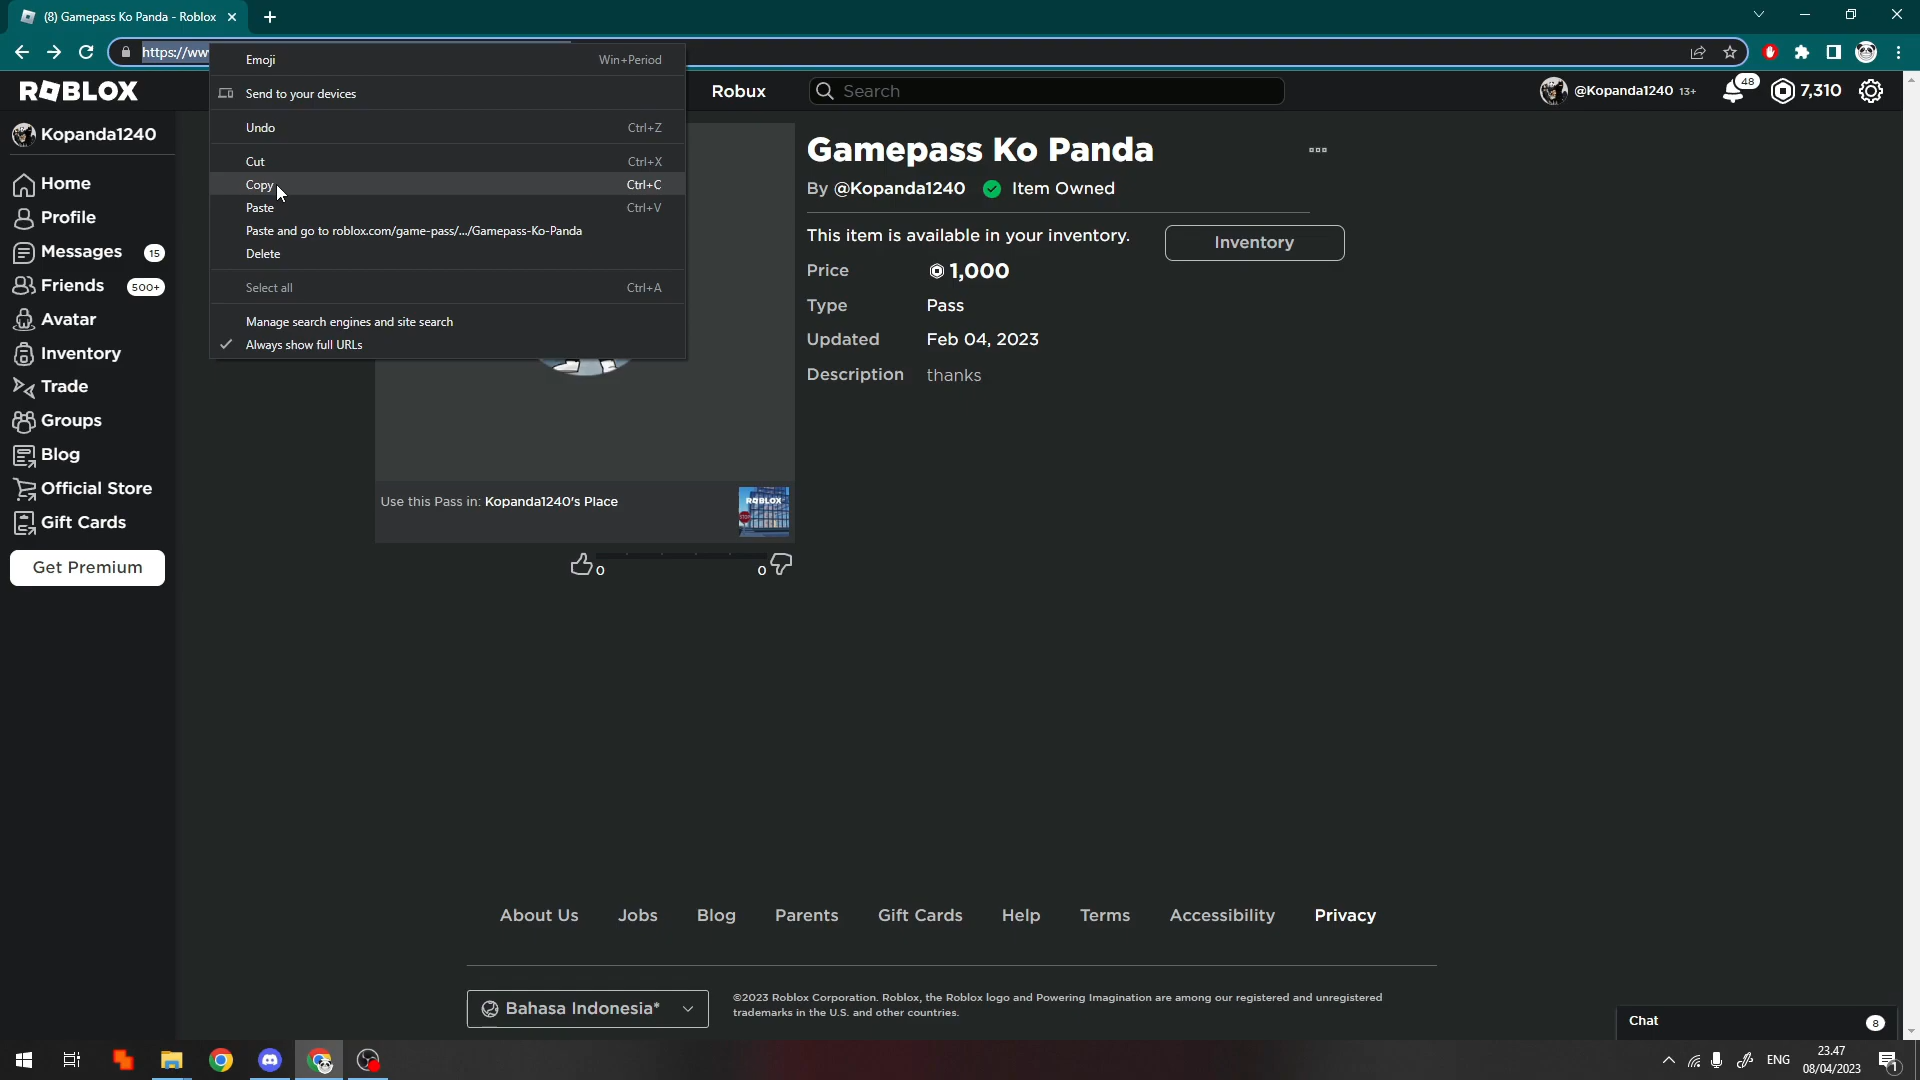 (8) Gamepass Ko Panda - Roblox
https://ww
Emoji Win+Period
Send to your devices
Undo Ctrl+Z
Cut Ctrl+X
Copy Ctrl+C
Paste Ctrl+V
Paste and go to roblox.com/game-pass/.../Gamepass-Ko-Panda
Delete
Select all Ctrl+A
Manage search engines and site search
Always show full URLs
ROBLOX
Robux
Search
@Kopanda1240 13+
48
7,310
Kopanda1240
Home
Profile
Messages 15
Friends 500+
Avatar
Inventory
Trade
Groups
Blog
Official Store
Gift Cards
Get Premium
Gamepass Ko Panda
By @Kopanda1240 Item Owned
This item is available in your inventory.
Inventory
Price 1,000
Type Pass
Updated Feb 04, 2023
Description thanks
Use this Pass in: Kopanda1240's Place
ROBLOX
STOP
0
0
About Us Jobs Blog Parents Gift Cards Help Terms Accessibility Privacy
Bahasa Indonesia*
©2023 Roblox Corporation. Roblox, the Roblox logo and Powering Imagination are among our registered and unregistered
trademarks in the U.S. and other countries.
Chat 8
ENG
23.47
08/04/2023
1